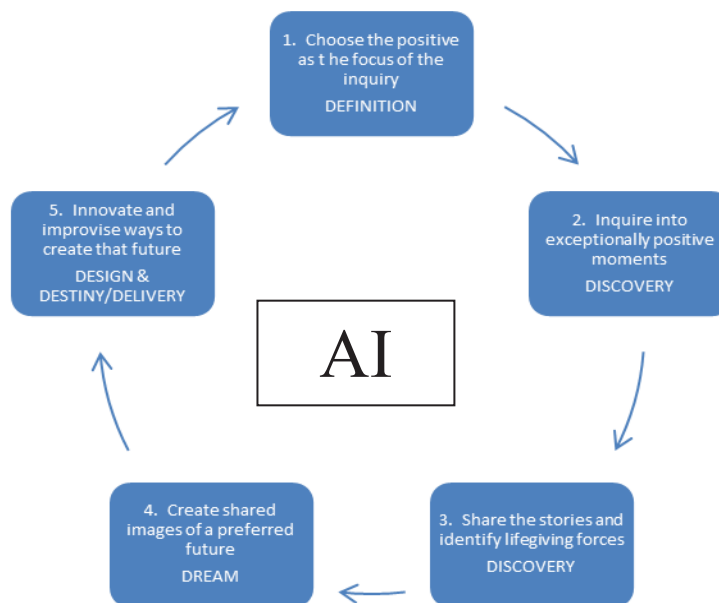 1. Choose the positive
as t he focus of the
inquiry
DEFINITION
2. Inquire into
exceptionally positive
moments
DISCOVERY
3. Share the stories and
identify lifegiving forces
DISCOVERY
4. Create shared
images of a preferred
future
DREAM
5. Innovate and
improvise ways to
create that future
DESIGN &
DESTINY/DELIVERY
AI